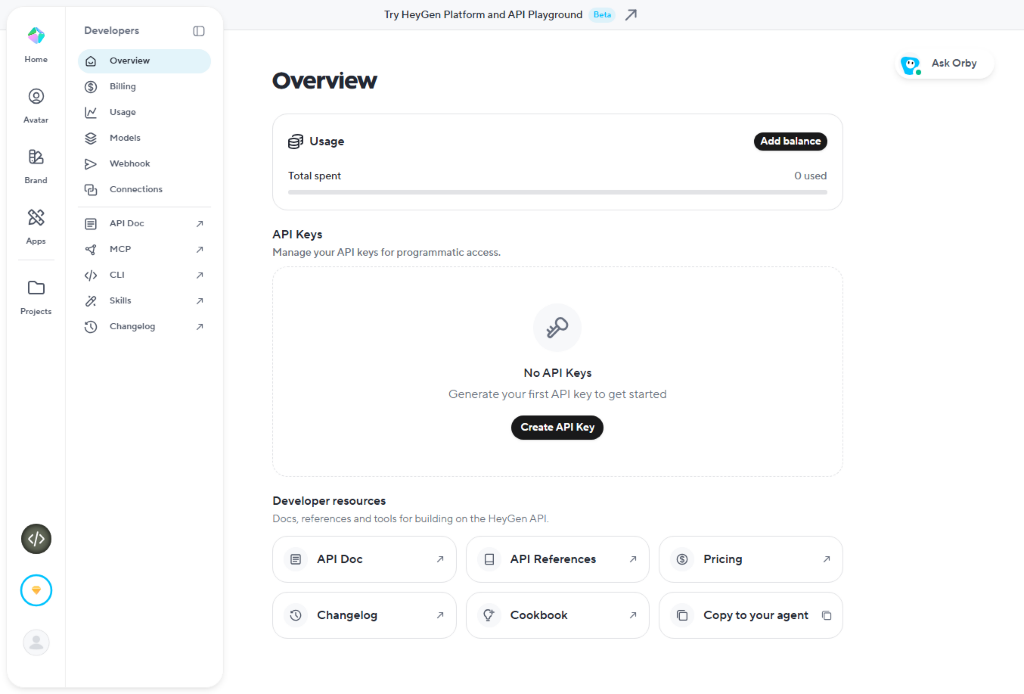 Try HeyGen Platform and API Playground Beta
Home
Avatar
Brand
Apps
Projects
Developers
Overview
Billing
Usage
Models
Webhook
Connections
API Doc
MCP
CLI
Skills
Changelog
Overview
Ask Orby
Usage
Add balance
Total spent
0 used
API Keys
Manage your API keys for programmatic access.
No API Keys
Generate your first API key to get started
Create API Key
Developer resources
Docs, references and tools for building on the HeyGen API.
API Doc
API References
Pricing
Changelog
Cookbook
Copy to your agent